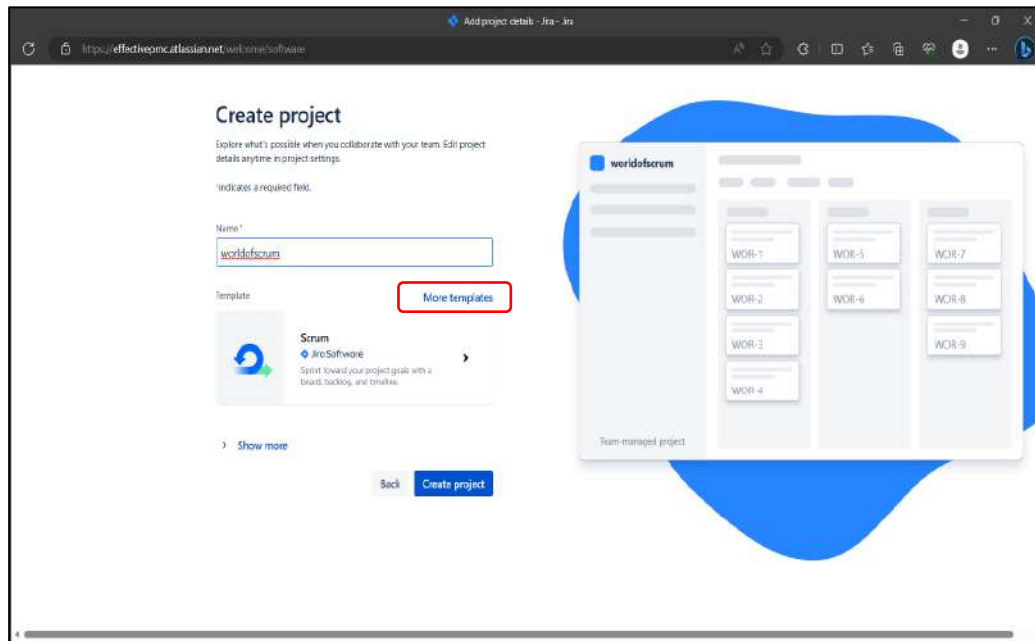 Add project details - Jira - Jira
https://effectivepmc.atlassian.net/welcome/software
Create project
Explore what's possible when you collaborate with your team. Edit project
details anytime in project settings.
*indicates a required field.
Name*
worldofscrum
Template
More templates
Scrum
Jira Software
Sprint toward your project goals with a
board, backlog, and timeline.
Show more
Back
Create project
worldofscrum
WOR-1
WOR-5
WOR-7
WOR-2
WOR-6
WOR-8
WOR-3
WOR-9
WOR-4
Team-managed project